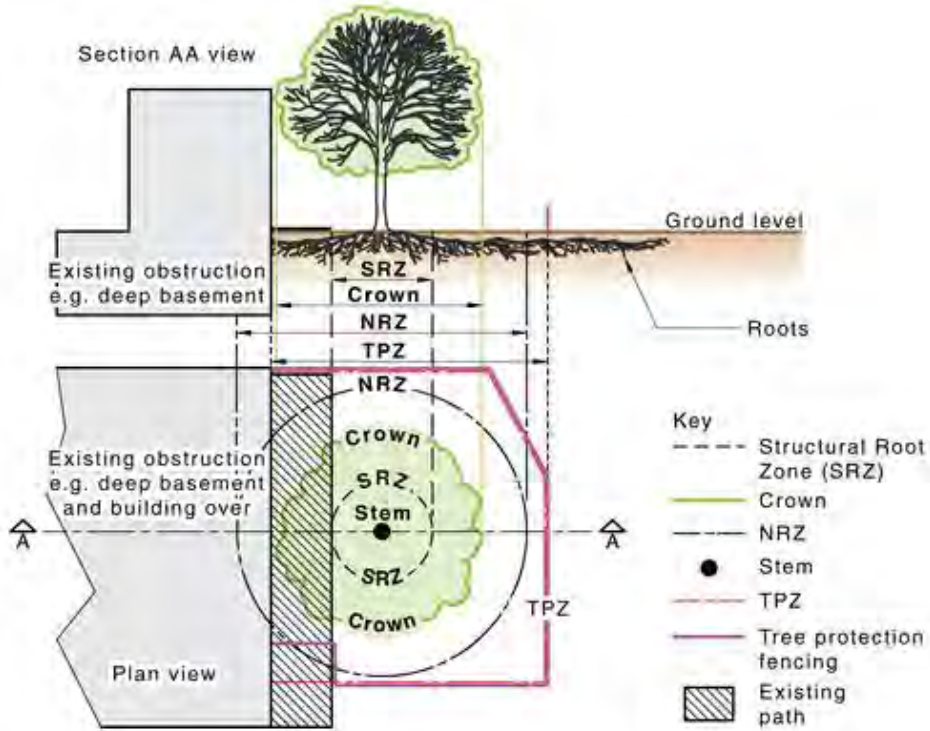 Section AA view
Ground level
Existing obstruction
e.g. deep basement
SRZ
Crown
NRZ
TPZ
Roots
NRZ
Crown
SRZ
Stem
SRZ
Crown
Existing obstruction
e.g. deep basement
and building over
A
A
TPZ
Plan view
Key
Structural Root
Zone (SRZ)
Crown
NRZ
Stem
TPZ
Tree protection
fencing
Existing
path